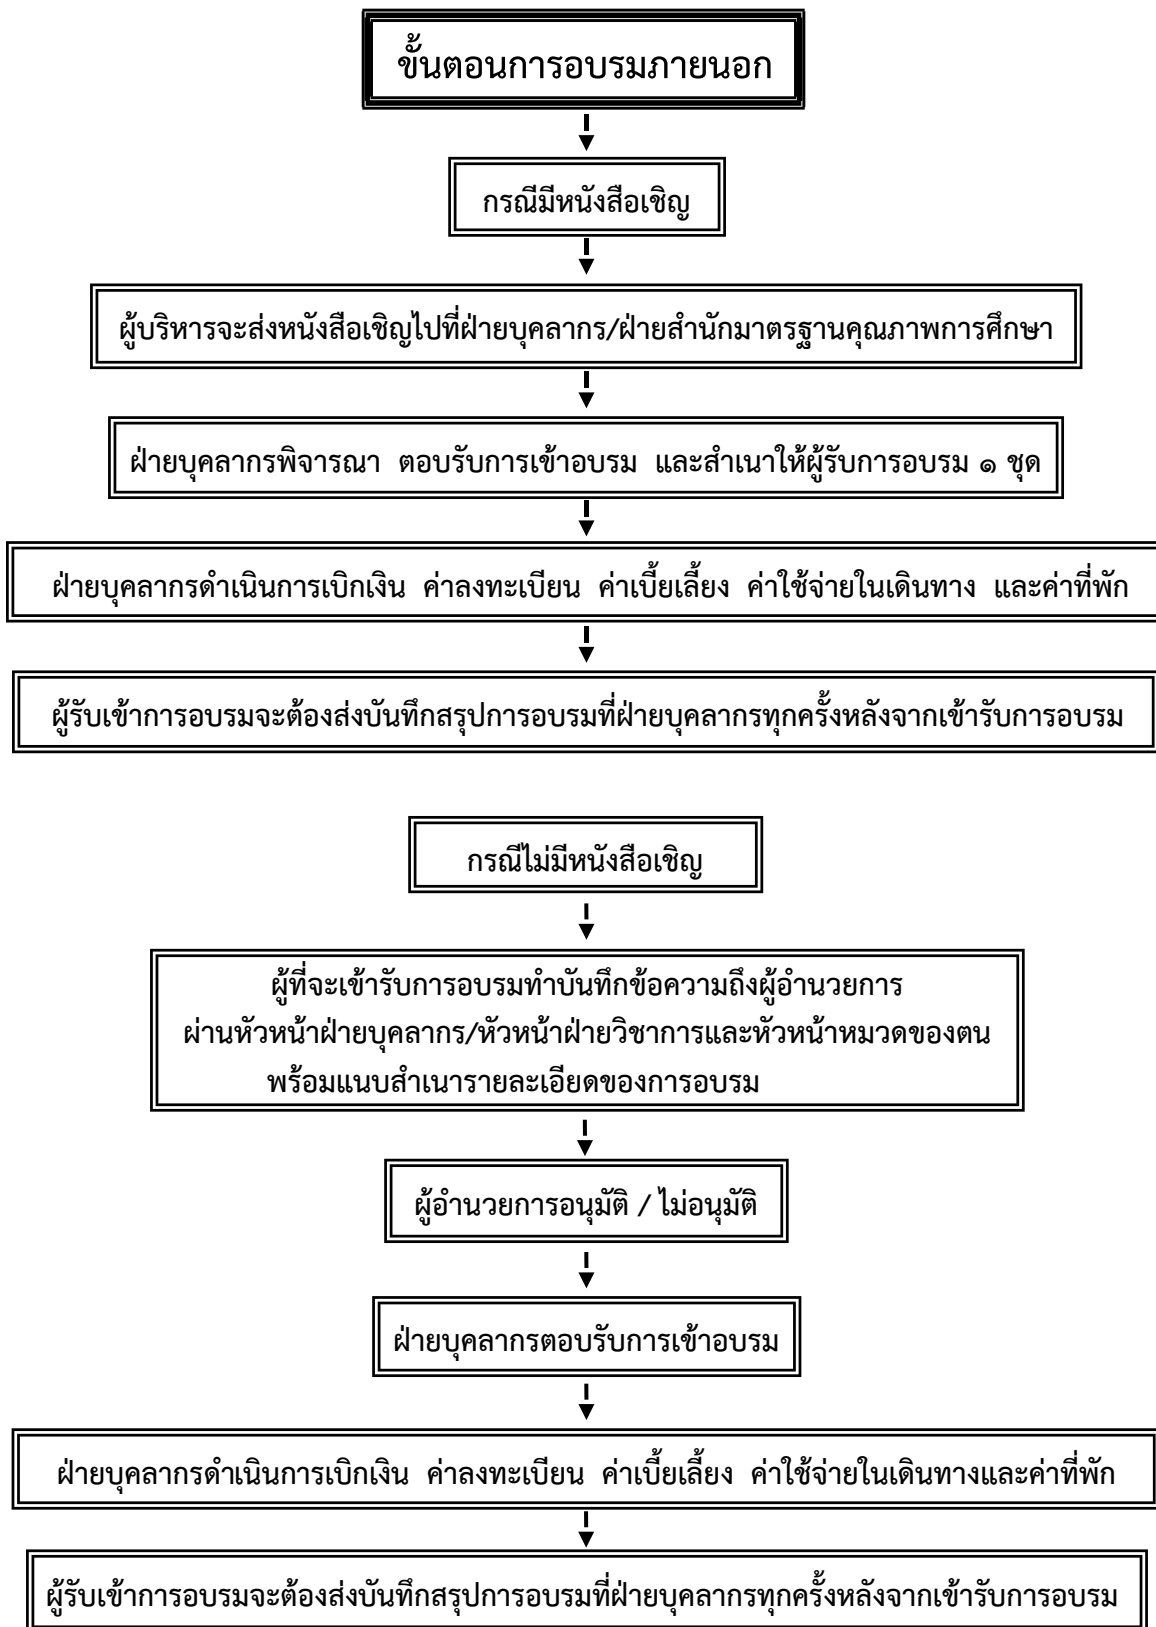 ขั้นตอนการอบรมภายนอก
กรณีมีหนังสือเชิญ
ผู้บริหารจะส่งหนังสือเชิญไปที่ฝ่ายบุคลากร/ฝ่ายสำนักมาตรฐานคุณภาพการศึกษา
ฝ่ายบุคลากรพิจารณา ตอบรับการเข้าอบรม และสำเนาให้ผู้รับการอบรม ๑ ชุด
ฝ่ายบุคลากรดำเนินการเบิกเงิน ค่าลงทะเบียน ค่าเบี้ยเลี้ยง ค่าใช้จ่ายในเดินทาง และค่าที่พัก
ผู้รับเข้าการอบรมจะต้องส่งบันทึกสรุปการอบรมที่ฝ่ายบุคลากรทุกครั้งหลังจากเข้ารับการอบรม
กรณีไม่มีหนังสือเชิญ
ผู้ที่จะเข้ารับการอบรมทำบันทึกข้อความถึงผู้อำนวยการ
ผ่านหัวหน้าฝ่ายบุคลากร/หัวหน้าฝ่ายวิชาการและหัวหน้าหมวดของตน
พร้อมแนบสำเนารายละเอียดของการอบรม
ผู้อำนวยการอนุมัติ / ไม่อนุมัติ
ฝ่ายบุคลากรตอบรับการเข้าอบรม
ฝ่ายบุคลากรดำเนินการเบิกเงิน ค่าลงทะเบียน ค่าเบี้ยเลี้ยง ค่าใช้จ่ายในเดินทางและค่าที่พัก
ผู้รับเข้าการอบรมจะต้องส่งบันทึกสรุปการอบรมที่ฝ่ายบุคลากรทุกครั้งหลังจากเข้ารับการอบรม